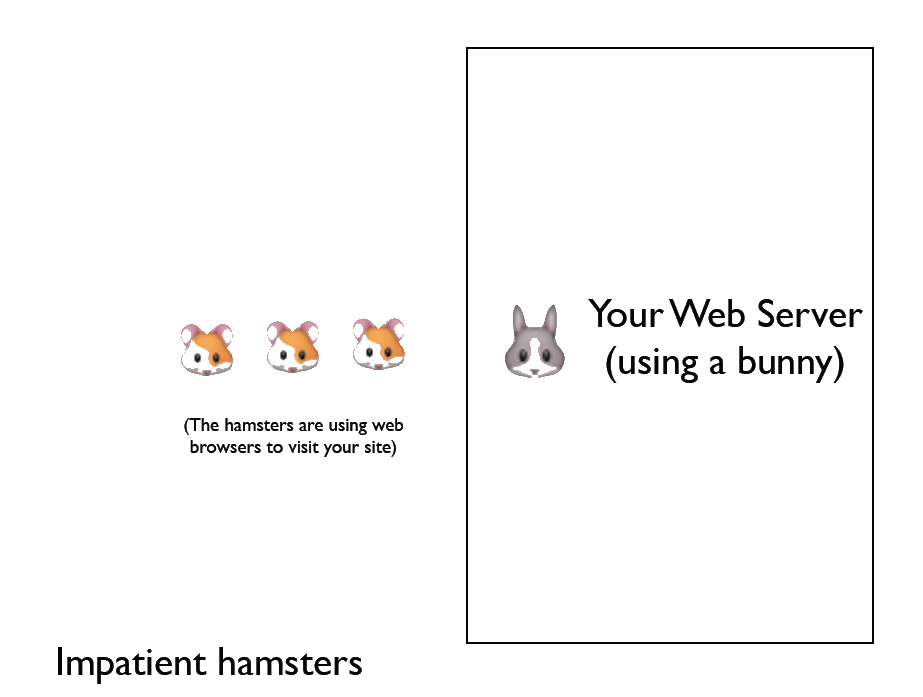 Your Web Server
(using a bunny)
(The hamsters are using web
browsers to visit your site)
Impatient hamsters